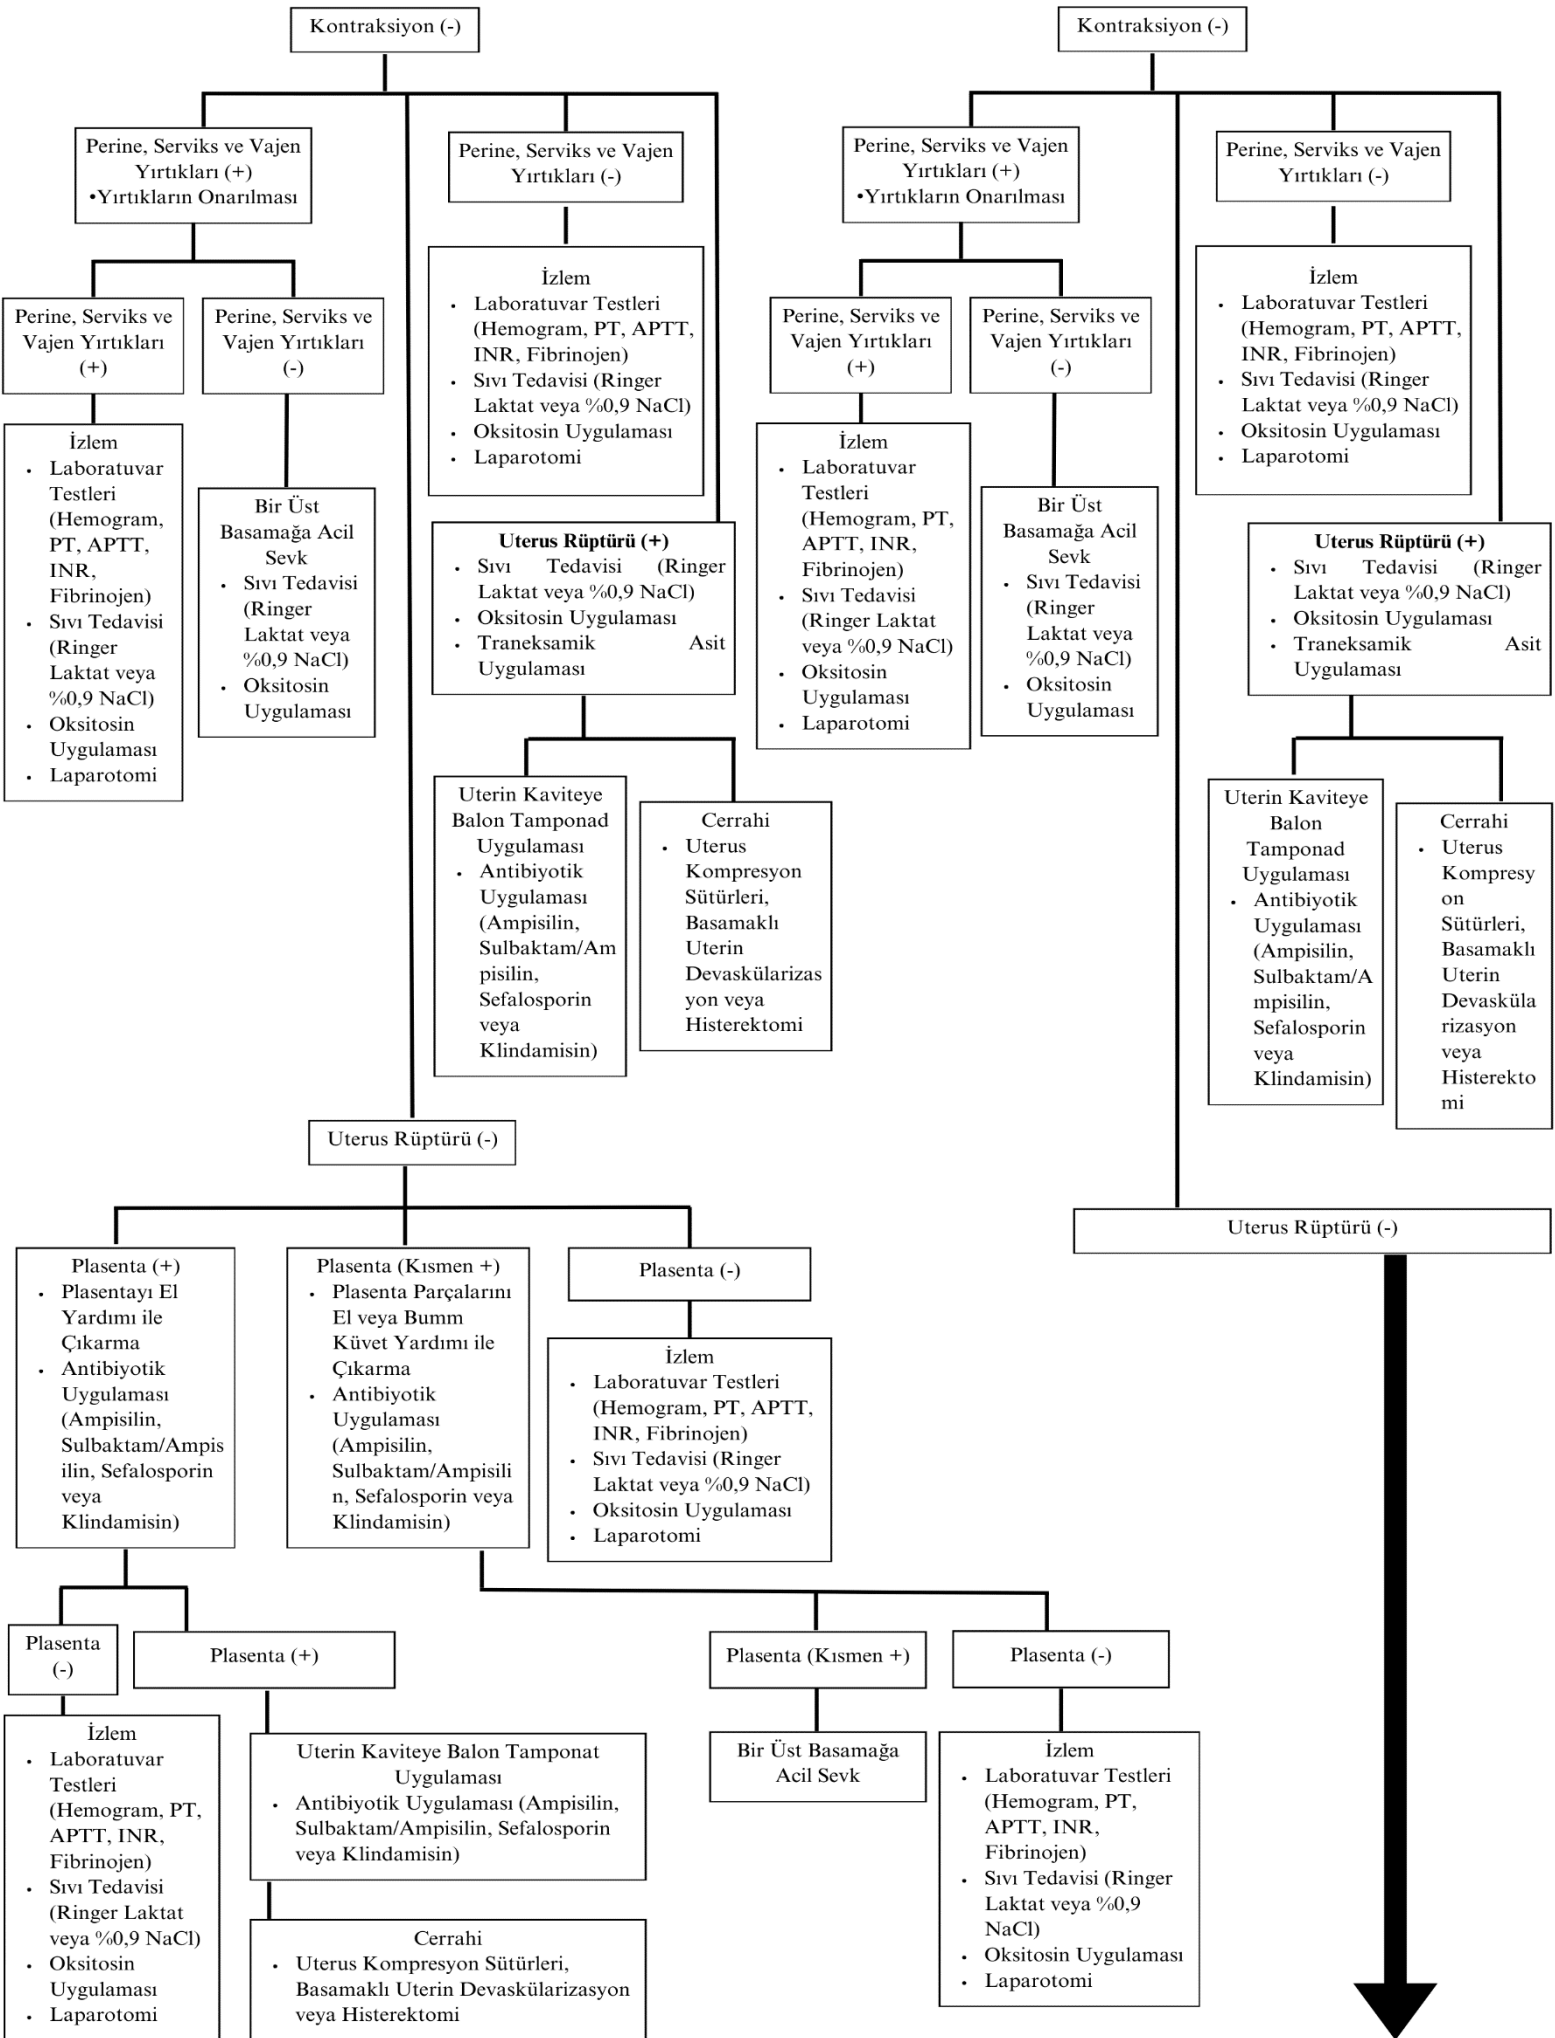 Kontraksiyon (-)
Perine, Serviks ve Vajen
Yırtıkları (+)
•Yırtıkların Onarılması
Perine, Serviks ve Vajen
Yırtıkları (-)
Perine, Serviks ve
Vajen Yırtıkları
(+)
Perine, Serviks ve
Vajen Yırtıkları
(-)
İzlem
• Laboratuvar
Testleri
(Hemogram,
PT, APTT,
INR,
Fibrinojen)
• Sıvı Tedavisi
(Ringer
Laktat veya
%0,9 NaCl)
• Oksitosin
Uygulaması
• Laparotomi
Bir Üst
Basamağa Acil
Sevk
• Sıvı Tedavisi
(Ringer
Laktat veya
%0,9 NaCl)
• Oksitosin
Uygulaması
İzlem
• Laboratuvar Testleri
(Hemogram, PT, APTT,
INR, Fibrinojen)
• Sıvı Tedavisi (Ringer
Laktat veya %0,9 NaCl)
• Oksitosin Uygulaması
• Laparotomi
Uterus Rüptürü (+)
• Sıvı Tedavisi (Ringer
Laktat veya %0,9 NaCl)
• Oksitosin Uygulaması
• Traneksamik Asit
Uygulaması
Uterin Kaviteye
Balon Tamponad
Uygulaması
• Antibiyotik
Uygulaması
(Ampisilin,
Sulbaktam/Am
pisilin,
Sefalosporin
veya
Klindamisin)
Cerrahi
• Uterus
Kompresyon
Sütürleri,
Basamaklı
Uterin
Devaskülarizas
yon veya
Histerektomi
Kontraksiyon (-)
Perine, Serviks ve Vajen
Yırtıkları (+)
•Yırtıkların Onarılması
Perine, Serviks ve Vajen
Yırtıkları (-)
Perine, Serviks ve
Vajen Yırtıkları
(+)
Perine, Serviks ve
Vajen Yırtıkları
(-)
İzlem
• Laboratuvar
Testleri
(Hemogram, PT,
APTT, INR,
Fibrinojen)
• Sıvı Tedavisi
(Ringer Laktat
veya %0,9 NaCl)
• Oksitosin
Uygulaması
• Laparotomi
Bir Üst
Basamağa Acil
Sevk
• Sıvı Tedavisi
(Ringer
Laktat veya
%0,9 NaCl)
• Oksitosin
Uygulaması
İzlem
• Laboratuvar Testleri
(Hemogram, PT, APTT,
INR, Fibrinojen)
• Sıvı Tedavisi (Ringer
Laktat veya %0,9 NaCl)
• Oksitosin Uygulaması
• Laparotomi
Uterus Rüptürü (+)
• Sıvı Tedavisi (Ringer
Laktat veya %0,9 NaCl)
• Oksitosin Uygulaması
• Traneksamik Asit
Uygulaması
Uterin Kaviteye
Balon
Tamponad
Uygulaması
• Antibiyotik
Uygulaması
(Ampisilin,
Sulbaktam/A
mpisilin,
Sefalosporin
veya
Klindamisin)
Cerrahi
• Uterus
Kompresy
on
Sütürleri,
Basamaklı
Uterin
Devasküla
rizasyon
veya
Histerekto
mi
Uterus Rüptürü (-)
Uterus Rüptürü (-)
Plasenta (+)
• Plasentayı El
Yardımı ile
Çıkarma
• Antibiyotik
Uygulaması
(Ampisilin,
Sulbaktam/Ampis
ilin, Sefalosporin
veya
Klindamisin)
Plasenta (Kısmen +)
• Plasenta Parçalarını
El veya Bumm
Küvet Yardımı ile
Çıkarma
• Antibiyotik
Uygulaması
(Ampisilin,
Sulbaktam/Ampisili
n, Sefalosporin veya
Klindamisin)
Plasenta (-)
İzlem
• Laboratuvar Testleri
(Hemogram, PT, APTT,
INR, Fibrinojen)
• Sıvı Tedavisi (Ringer
Laktat veya %0,9 NaCl)
• Oksitosin Uygulaması
• Laparotomi
Plasenta
(-)
Plasenta (+)
Plasenta (Kısmen +)
Plasenta (-)
İzlem
• Laboratuvar
Testleri
(Hemogram, PT,
APTT, INR,
Fibrinojen)
• Sıvı Tedavisi
(Ringer Laktat
veya %0,9 NaCl)
• Oksitosin
Uygulaması
• Laparotomi
Uterin Kaviteye Balon Tamponat
Uygulaması
• Antibiyotik Uygulaması (Ampisilin,
Sulbaktam/Ampisilin, Sefalosporin
veya Klindamisin)
Cerrahi
• Uterus Kompresyon Sütürleri,
Basamaklı Uterin Devaskülarizasyon
veya Histerektomi
Bir Üst Basamağa
Acil Sevk
İzlem
• Laboratuvar Testleri
(Hemogram, PT,
APTT, INR,
Fibrinojen)
• Sıvı Tedavisi (Ringer
Laktat veya %0,9
NaCl)
• Oksitosin Uygulaması
• Laparotomi